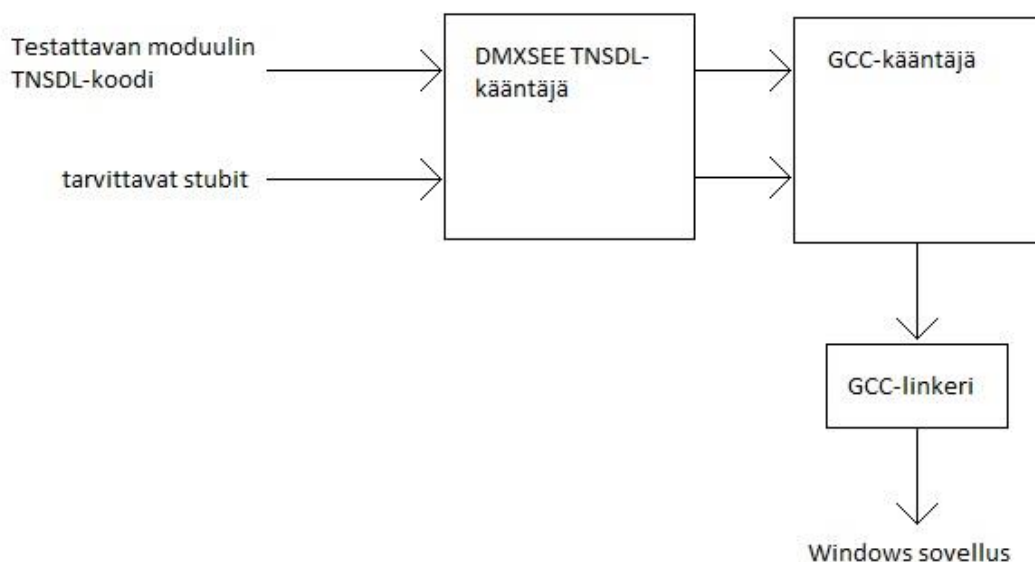 Testattavan moduulin
TNSDL-koodi
tarvittavat stubit
DMXSEE TNSDL-
kääntäjä
GCC-kääntäjä
GCC-linkeri
Windows sovellus